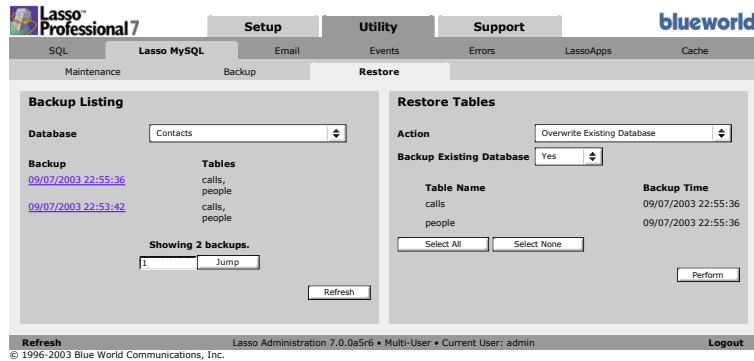 Lasso™
Professional 7
Setup
Utility
Support
blueworld
SQL
Lasso MySQL
Email
Events
Errors
LassoApps
Cache
Maintenance
Backup
Restore
Backup Listing
Database
Contacts
Backup
Tables
09/07/2003 22:55:36
calls,
people
09/07/2003 22:53:42
calls,
people
Showing 2 backups.
1
Jump
Refresh
Restore Tables
Action
Overwrite Existing Database
Backup Existing Database
Yes
Table Name
Backup Time
calls
09/07/2003 22:55:36
people
09/07/2003 22:55:36
Select All
Select None
Perform
Refresh
Lasso Administration 7.0.0a5r6 • Multi-User • Current User: admin
Logout
© 1996-2003 Blue World Communications, Inc.